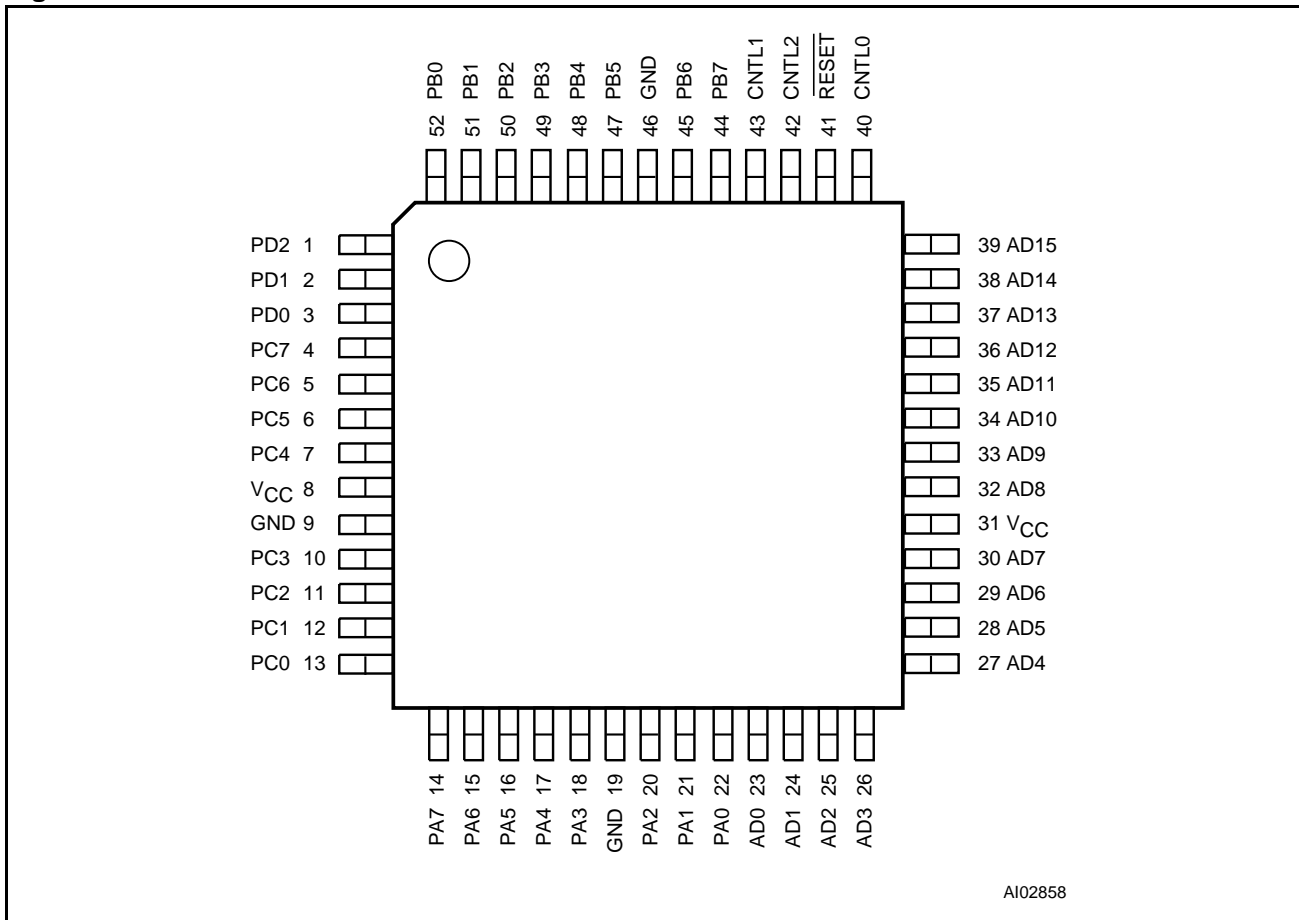 52 PB0
51 PB1
50 PB2
49 PB3
48 PB4
47 PB5
46 GND
45 PB6
44 PB7
43 CNTL1
42 CNTL2
41 RESET
40 CNTL0
PD2 1
PD1 2
PD0 3
PC7 4
PC6 5
PC5 6
PC4 7
VCC 8
GND 9
PC3 10
PC2 11
PC1 12
PC0 13
39 AD15
38 AD14
37 AD13
36 AD12
35 AD11
34 AD10
33 AD9
32 AD8
31 VCC
30 AD7
29 AD6
28 AD5
27 AD4
PA7 14
PA6 15
PA5 16
PA4 17
PA3 18
GND 19
PA2 20
PA1 21
PA0 22
AD0 23
AD1 24
AD2 25
AD3 26
AI02858